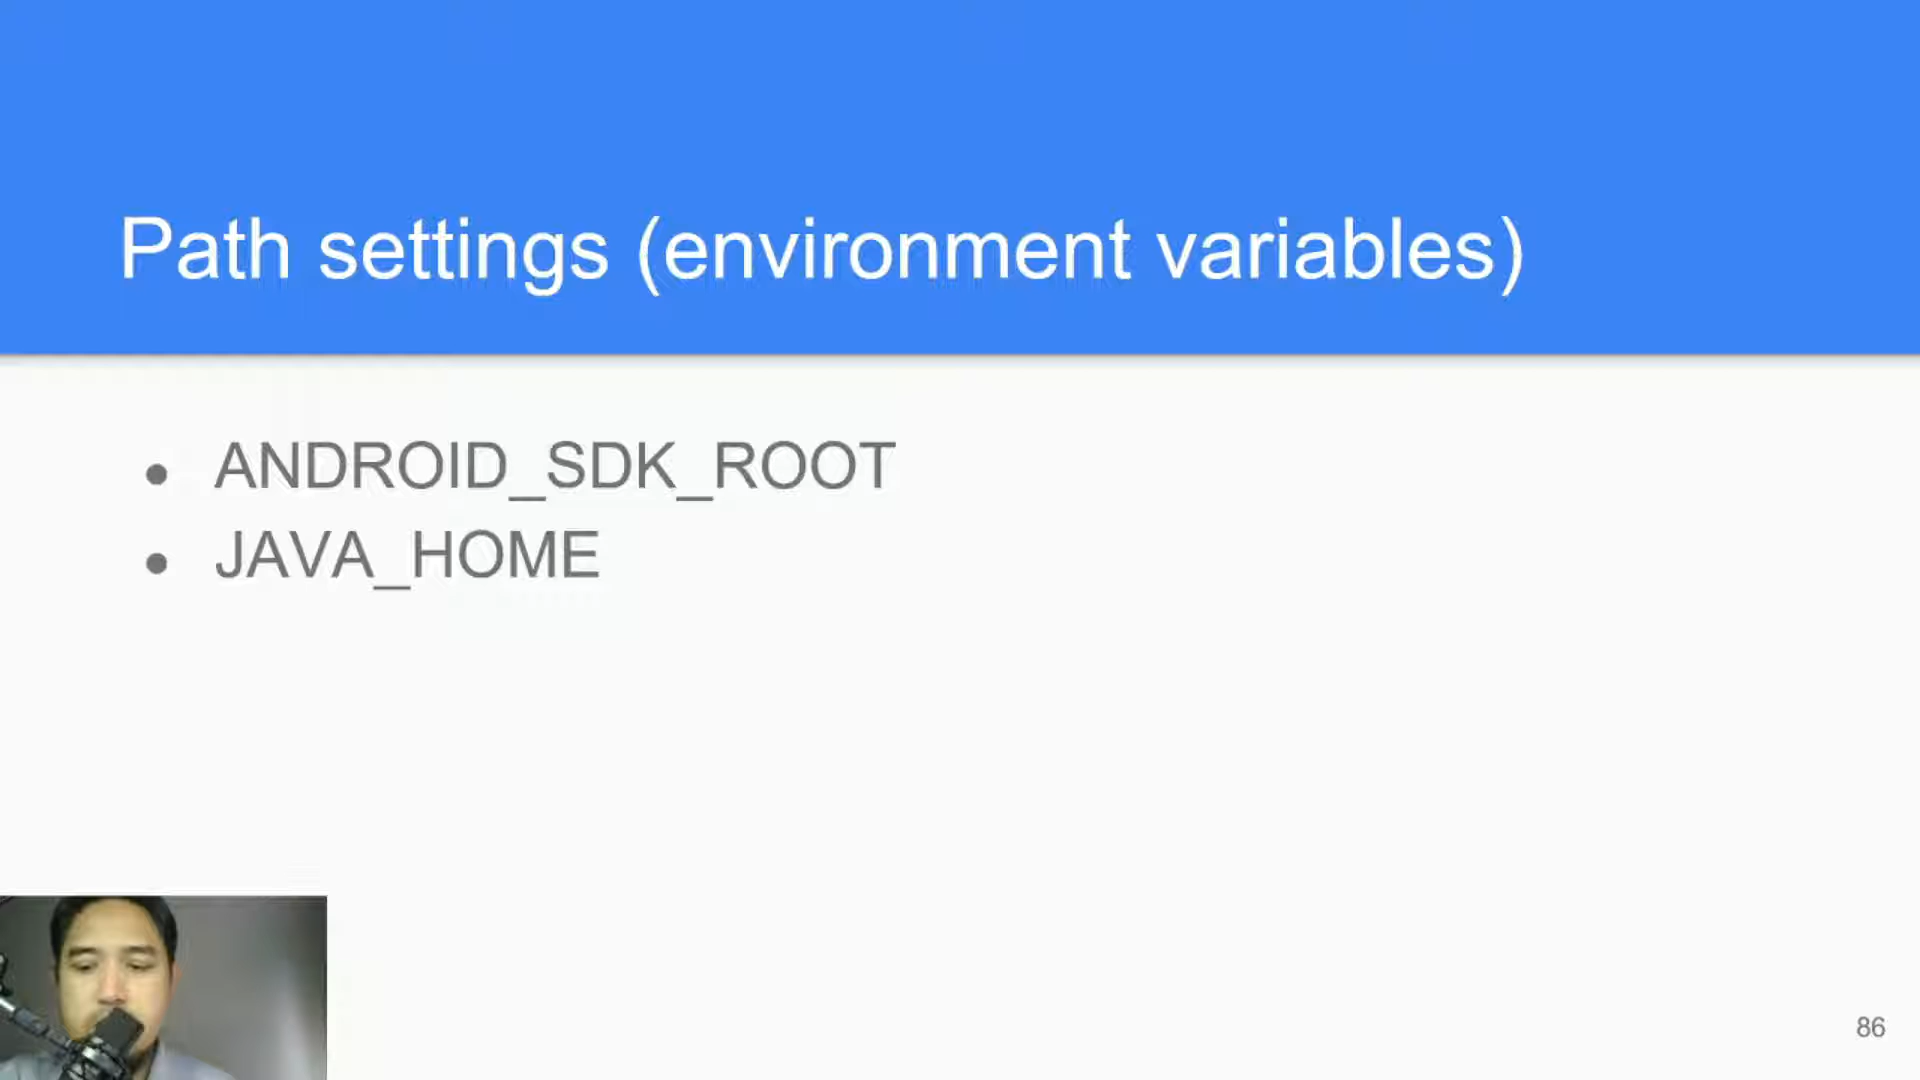 Path settings (environment variables)
● ANDROID_SDK_ROOT
● JAVA_HOME
86